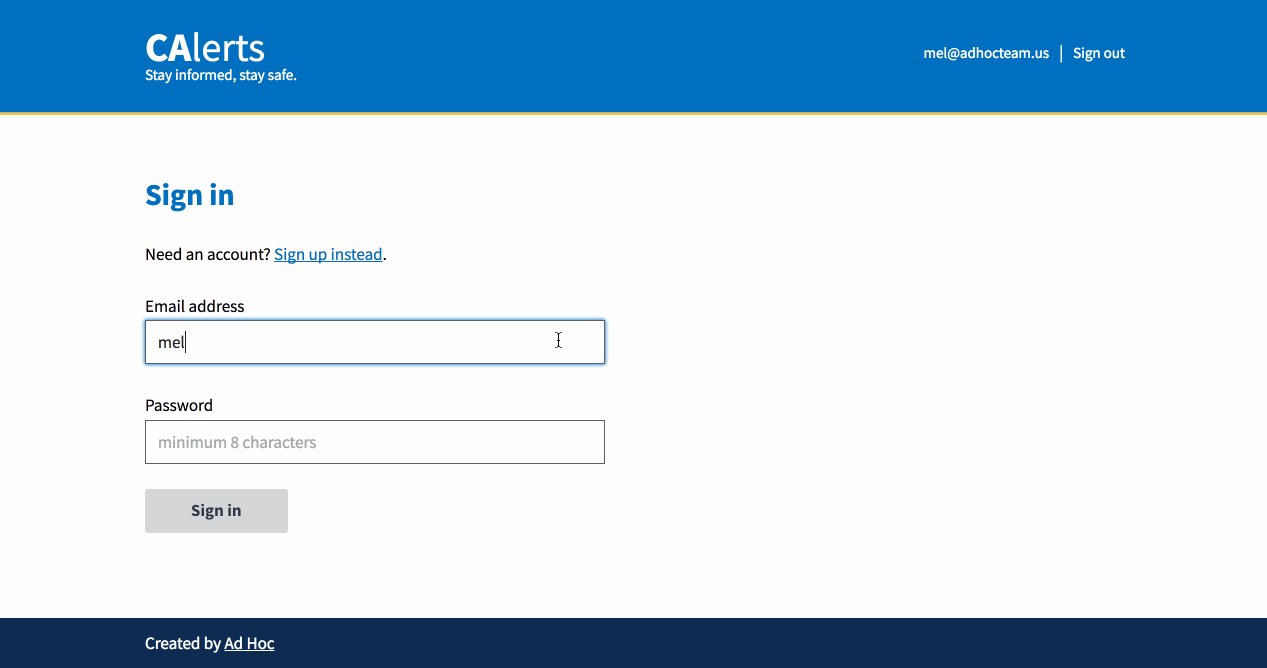 CAlerts
Stay informed, stay safe.
mel@adhocteam.us | Sign out
Sign in
Need an account? Sign up instead.
Email address
mel
Password
minimum 8 characters
Sign in
Created by Ad Hoc